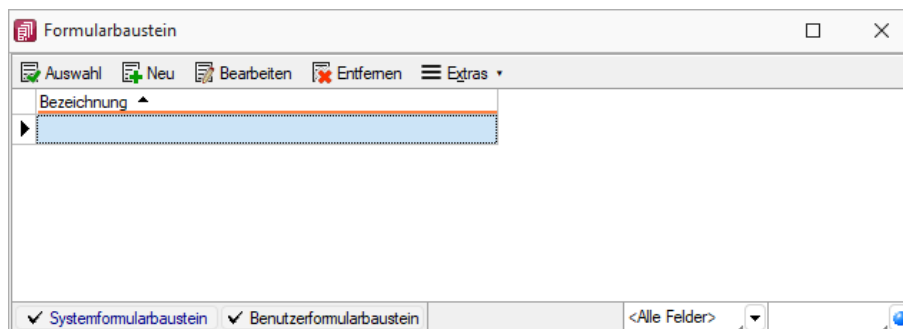 Formularbaustein
Auswahl Neu Bearbeiten Entfernen Extras
Bezeichnung
Systemformularbaustein Benutzerformularbaustein <Alle Felder>